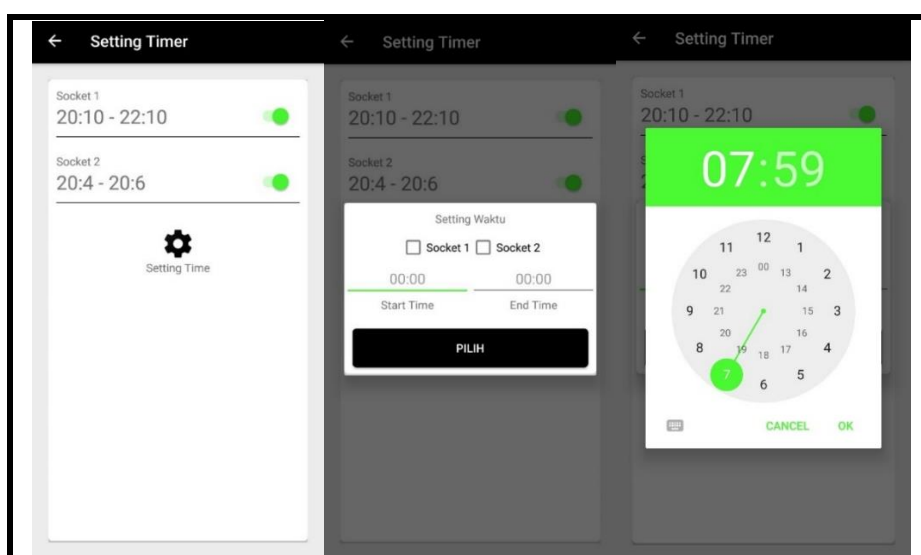 Setting Timer
Socket 1
20:10 - 22:10
Socket 2
20:4 - 20:6
Setting Time
Setting Timer
Socket 1
20:10 - 22:10
Socket 2
20:4 - 20:6
Setting Waktu
Socket 1 Socket 2
00:00 00:00
Start Time End Time
PILIH
Setting Timer
Socket 1
20:10 - 22:10
07:59
12
11 1
00
23 13
10 2
22 14
9 21 15 3
20 16
8 4
19 17
18
7 5
6
CANCEL OK